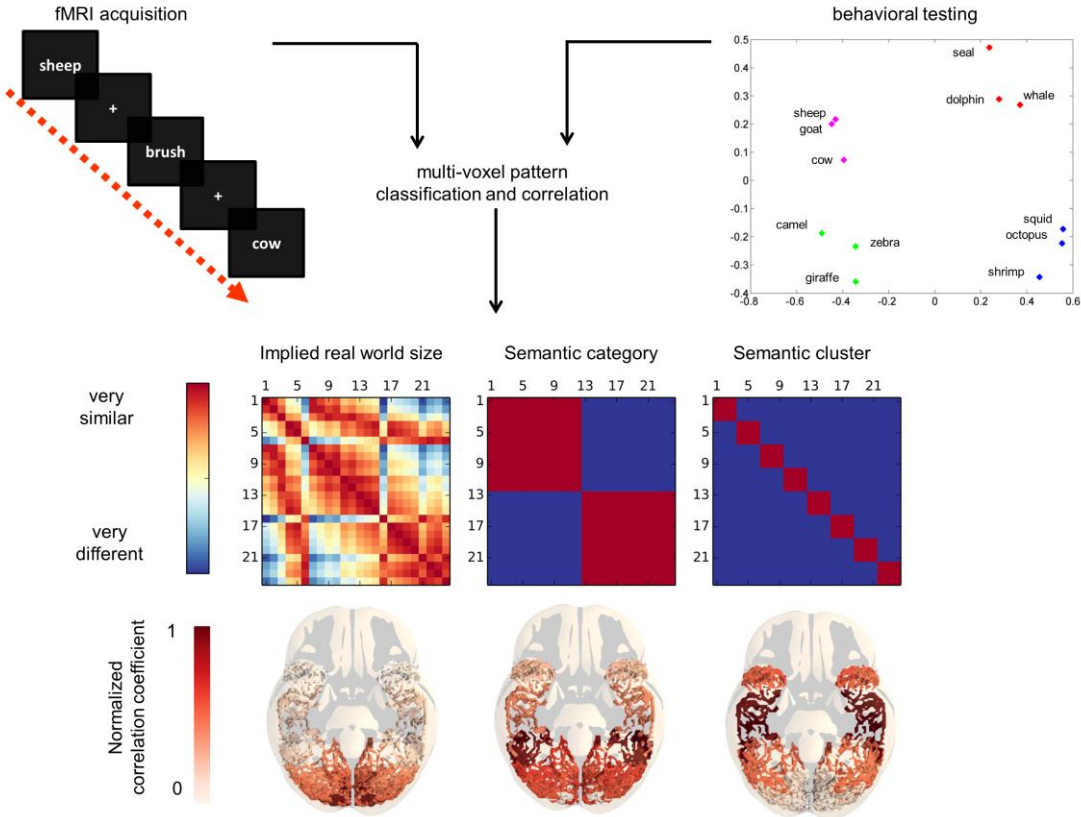 fMRI acquisition
behavioral testing
sheep
+
brush
+
cow
multi-voxel pattern
classification and correlation
0.5
0.4
0.3
0.2
0.1
0
-0.1
-0.2
-0.3
-0.4
-0.8
-0.6
-0.4
-0.2
0
0.2
0.4
0.6
seal
dolphin
whale
sheep
goat
cow
camel
zebra
giraffe
squid
octopus
shrimp
Implied real world size
Semantic category
Semantic cluster
very
similar
very
different
1 5 9 13 17 21
1
5
9
13
17
21
1 5 9 13 17 21
1
5
9
13
17
21
1 5 9 13 17 21
1
5
9
13
17
21
Normalized
correlation coefficient
1
0